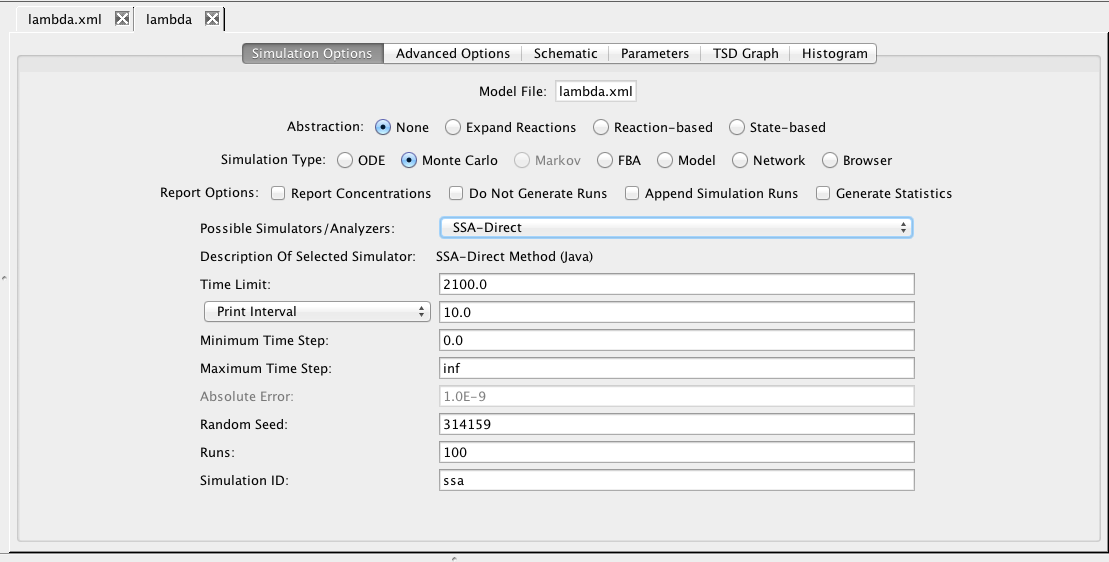 lambda.xml lambda
Simulation Options Advanced Options Schematic Parameters TSD Graph Histogram
Model File: lambda.xml
Abstraction: None Expand Reactions Reaction-based State-based
Simulation Type: ODE Monte Carlo Markov FBA Model Network Browser
Report Options: Report Concentrations Do Not Generate Runs Append Simulation Runs Generate Statistics
Possible Simulators/Analyzers: SSA-Direct
Description Of Selected Simulator: SSA-Direct Method (Java)
Time Limit: 2100.0
Print Interval 10.0
Minimum Time Step: 0.0
Maximum Time Step: inf
Absolute Error: 1.0E-9
Random Seed: 314159
Runs: 100
Simulation ID: ssa